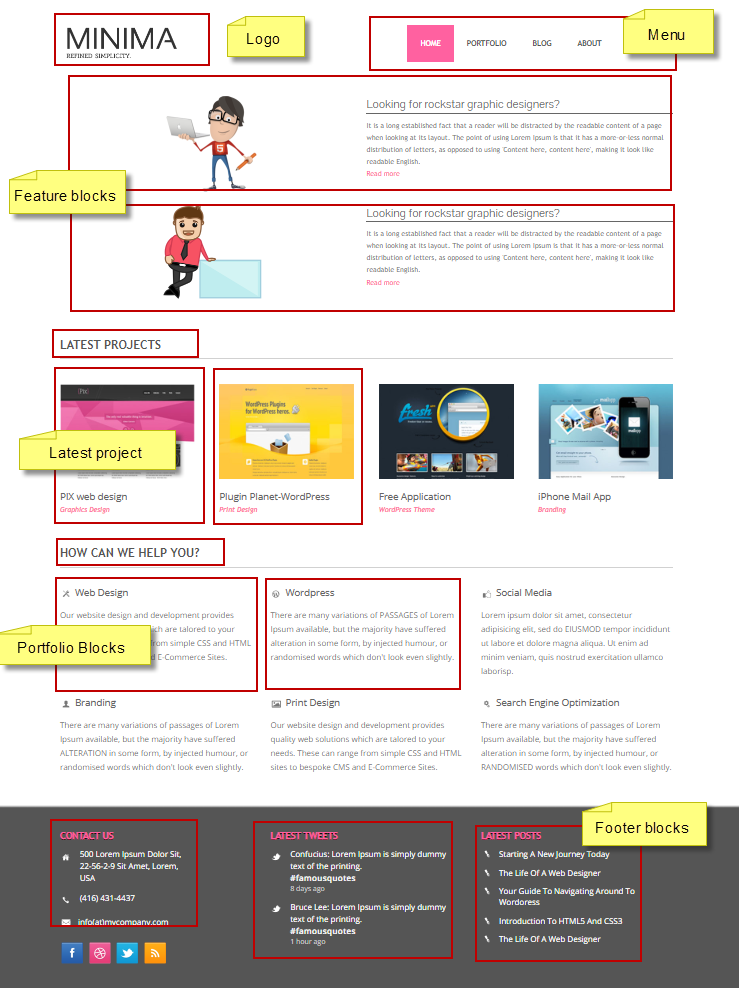 MINIMA
REFINED SIMPLICITY.
Logo
HOME PORTFOLIO BLOG ABOUT
Menu
Looking for rockstar graphic designers?
It is a long established fact that a reader will be distracted by the readable content of a page
when looking at its layout. The point of using Lorem Ipsum is that it has a more-or-less normal
distribution of letters, as opposed to using 'Content here, content here', making it look like
readable English.
Read more
Feature blocks
Looking for rockstar graphic designers?
It is a long established fact that a reader will be distracted by the readable content of a page
when looking at its layout. The point of using Lorem Ipsum is that it has a more-or-less normal
distribution of letters, as opposed to using 'Content here, content here', making it look like
readable English.
Read more
LATEST PROJECTS
Pix
WordPress Plugins
for WordPress heros.
Fresh
Latest project
PIX web design
Graphics Design
Plugin Planet-WordPress
Print Design
Free Application
WordPress Theme
iPhone Mail App
Branding
HOW CAN WE HELP YOU?
Web Design
Our website design and development provides
which are tailored to your
from simple CSS and HTML
d E-Commerce Sites.
Portfolio Blocks
Wordpress
There are many variations of PASSAGES of Lorem
Ipsum available, but the majority have suffered
alteration in some form, by injected humour, or
randomised words which don't look even slightly.
Social Media
Lorem ipsum dolor sit amet, consectetur
adipisicing elit, sed do EIUSMOD tempor incididunt
ut labore et dolore magna aliqua. Ut enim ad
minim veniam, quis nostrud exercitation ullamco
laborisp.
Branding
There are many variations of passages of Lorem
Ipsum available, but the majority have suffered
ALTERATION in some form, by injected humour, or
randomised words which don't look even slightly.
Print Design
Our website design and development provides
quality web solutions which are tailored to your
needs. These can range from simple CSS and HTML
sites to bespoke CMS and E-Commerce Sites.
Search Engine Optimization
There are many variations of passages of Lorem
Ipsum available, but the majority have suffered
alteration in some form, by injected humour, or
RANDOMISED words which don't look even slightly.
Footer blocks
CONTACT US
500 Lorem Ipsum Dolor Sit,
22-56-2-9 Sit Amet, Lorem,
USA
(416) 431-4437
info(at)mycompany.com
LATEST TWEETS
Confucius: Lorem Ipsum is simply dummy
text of the printing.
#famousquotes
8 days ago
Bruce Lee: Lorem Ipsum is simply dummy
text of the printing.
#famousquotes
1 hour ago
LATEST POSTS
Starting A New Journey Today
The Life Of A Web Designer
Your Guide To Navigating Around To
Wordoress
Introduction To HTML5 And CSS3
The Life Of A Web Designer